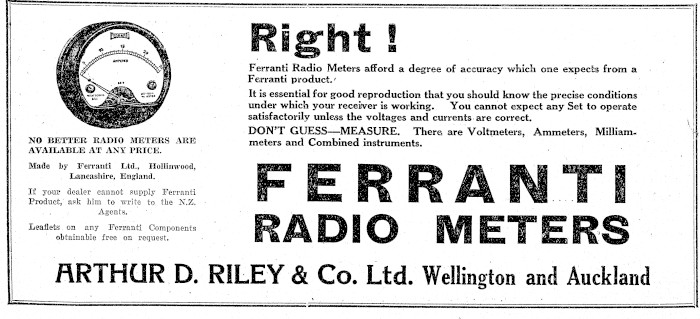 FERRANTI
AMPERES
NO BETTER RADIO METERS ARE
AVAILABLE AT ANY PRICE.
Made by Ferranti Ltd., Hollinwood,
Lancashire, England.
If your dealer cannot supply Ferranti
Product, ask him to write to the N.Z.
Agents.
Leaflets on any Ferranti Components
obtainable free on request.
Right !
Ferranti Radio Meters afford a degree of accuracy which one expects from a
Ferranti product.
It is essential for good reproduction that you should know the precise conditions
under which your receiver is working. You cannot expect any Set to operate
satisfactorily unless the voltages and currents are correct.
DON'T GUESS—MEASURE. There are Voltmeters, Ammeters, Milliam-
meters and Combined instruments.
FERRANTI
RADIO METERS
ARTHUR D. RILEY & Co. Ltd. Wellington and Auckland